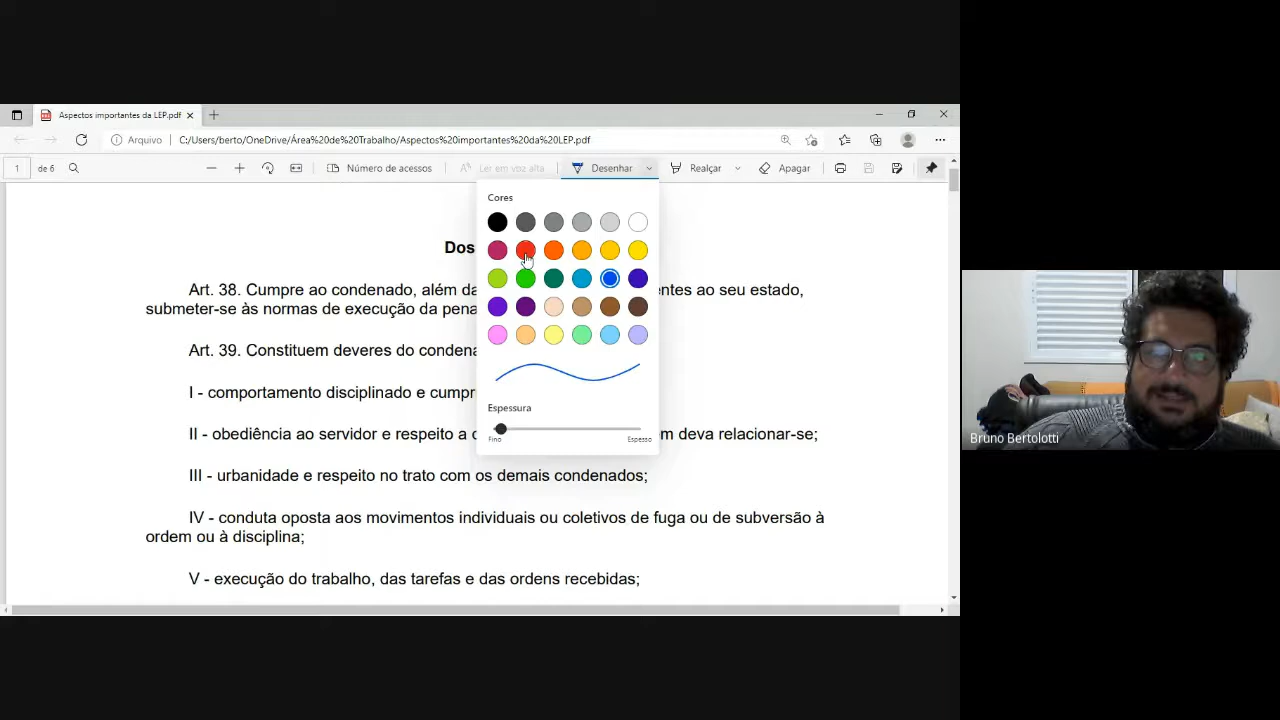 Aspectos importantes da LEP.pdf
Arquivo
C:/Users/berto/OneDrive/Área%20de%20Trabalho/Aspectos%20importantes%20da%20LEP.pdf
1 de 6
Número de acessos
Ler em voz alta
Desenhar
Realçar
Apagar
Cores
Dos
Art. 38. Cumpre ao condenado, além da
entes ao seu estado,
submeter-se às normas de execução da pena
Art. 39. Constituem deveres do condena
I - comportamento disciplinado e cumpr
Espessura
Fino
Espesso
II - obediência ao servidor e respeito a
m deva relacionar-se;
III - urbanidade e respeito no trato com os demais condenados;
IV - conduta oposta aos movimentos individuais ou coletivos de fuga ou de subversão à
ordem ou à disciplina;
V - execução do trabalho, das tarefas e das ordens recebidas;
Bruno Bertolotti